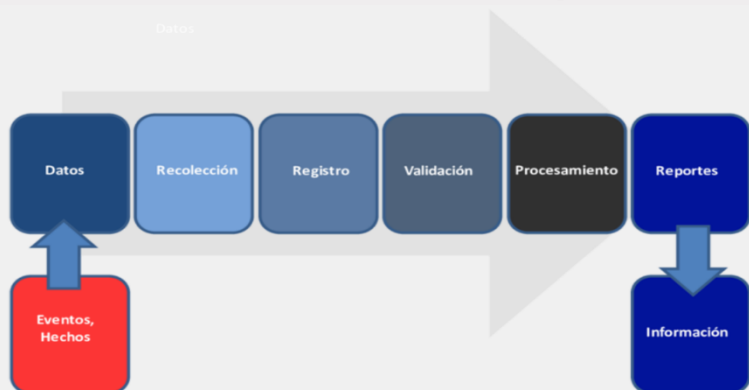 Datos
Datos
Recolección
Registro
Validación
Procesamiento
Reportes
Eventos,
Hechos
Información